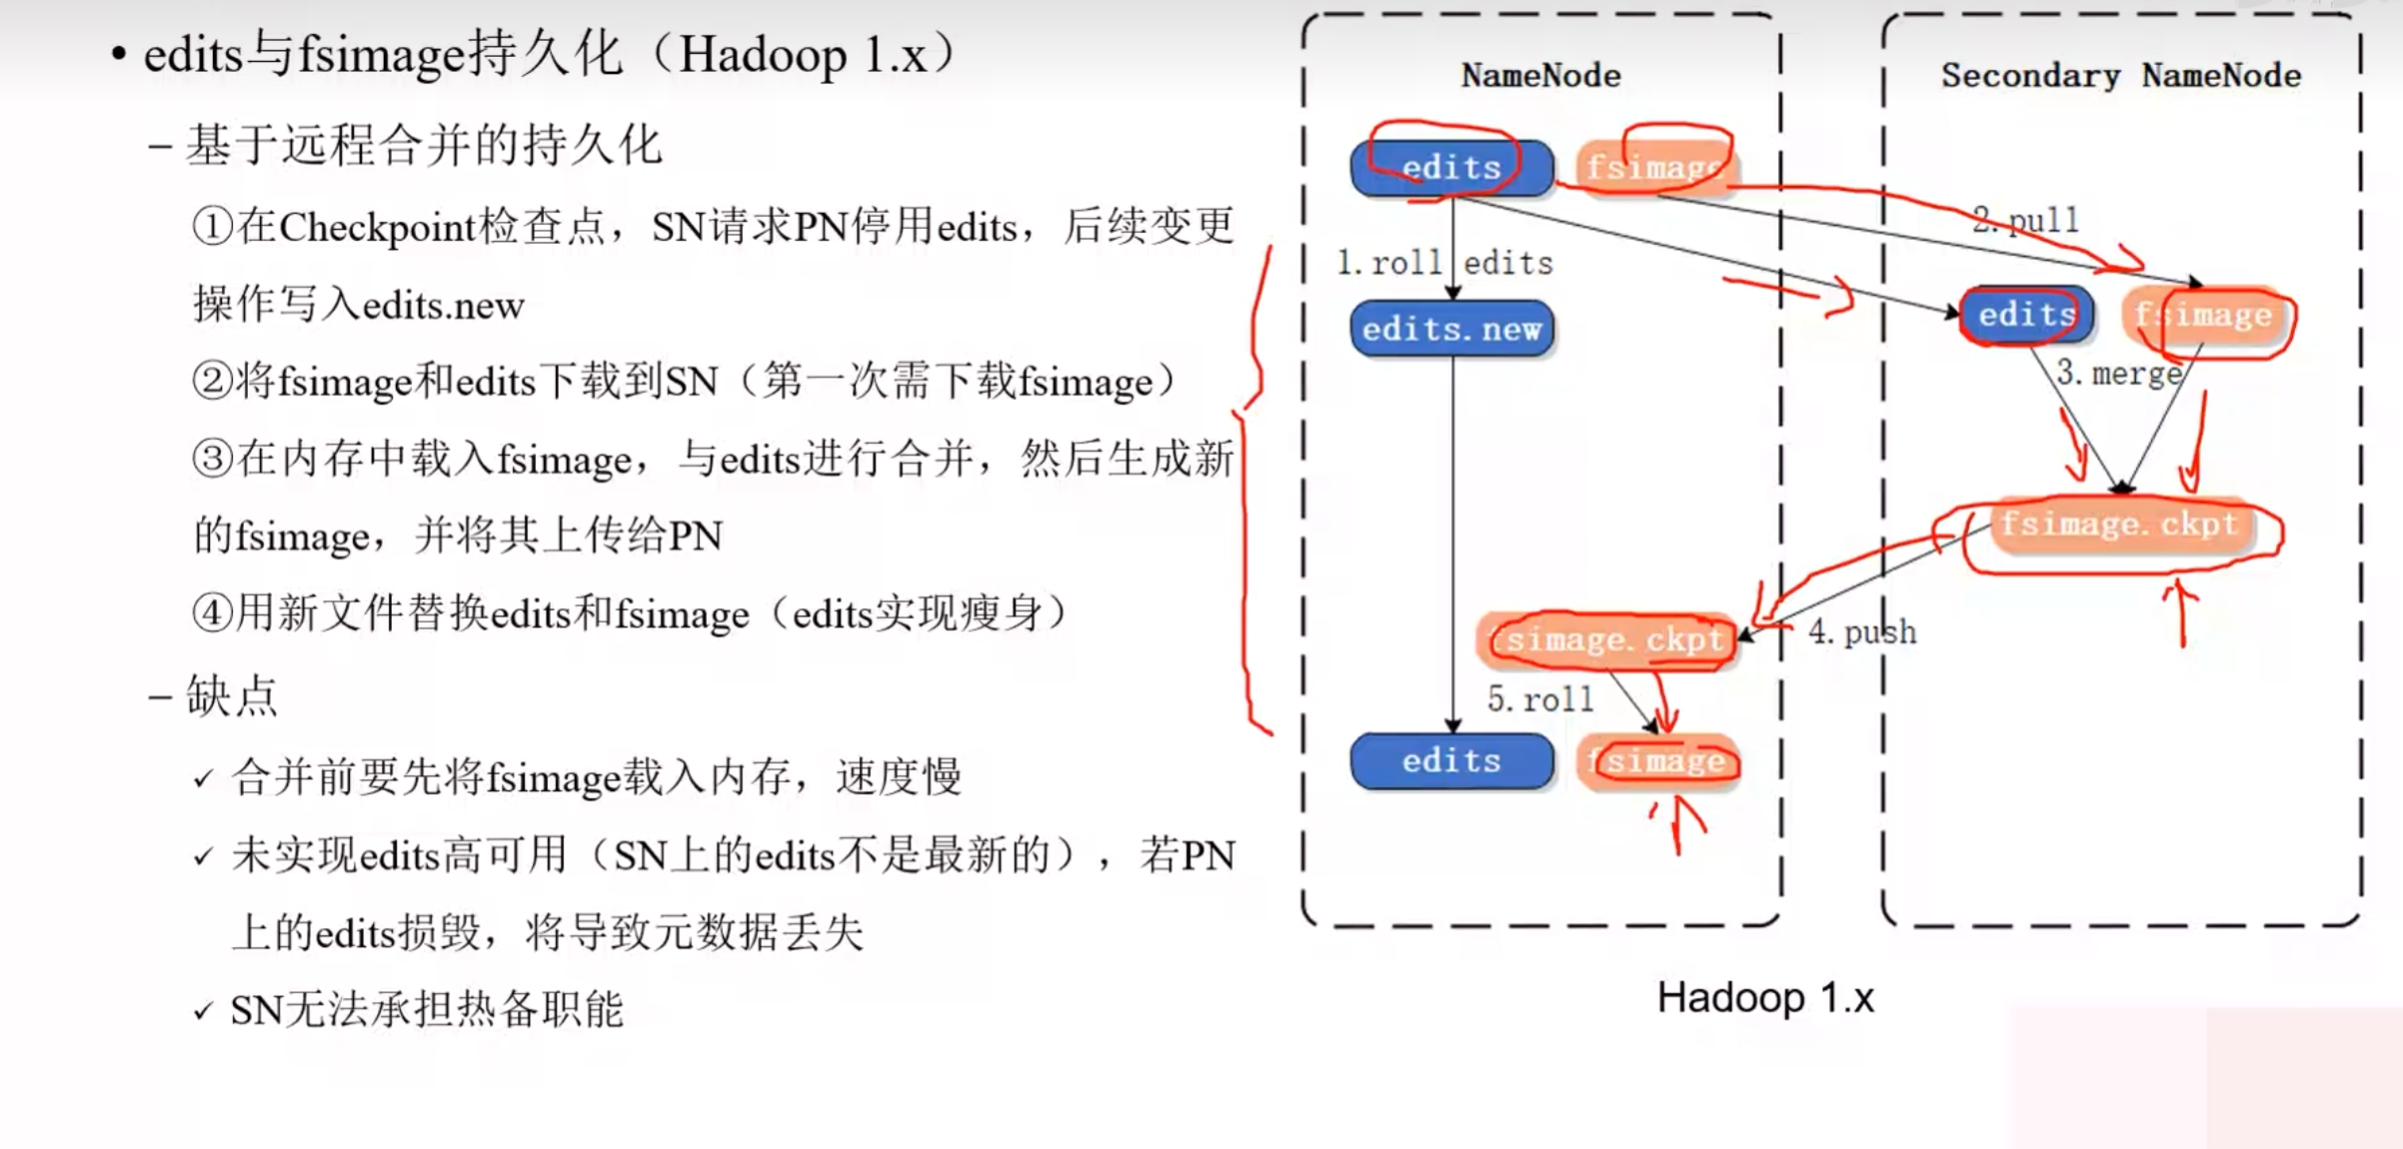 • edits与fsimage持久化（Hadoop 1.x）
– 基于远程合并的持久化
①在Checkpoint检查点，SN请求PN停用edits，后续变更
操作写入edits.new
②将fsimage和edits下载到SN（第一次需下载fsimage）
③在内存中载入fsimage，与edits进行合并，然后生成新
的fsimage，并将其上传给PN
④用新文件替换edits和fsimage（edits实现瘦身）
– 缺点
✓ 合并前要先将fsimage载入内存，速度慢
✓ 未实现edits高可用（SN上的edits不是最新的），若PN
上的edits损毁，将导致元数据丢失
✓ SN无法承担热备职能
NameNode
edits
fsimage
1.roll edits
edits.new
fsimage.ckpt
5.roll
edits
fsimage
Secondary NameNode
2.pull
edits
fsimage
3.merge
fsimage.ckpt
4.push
Hadoop 1.x